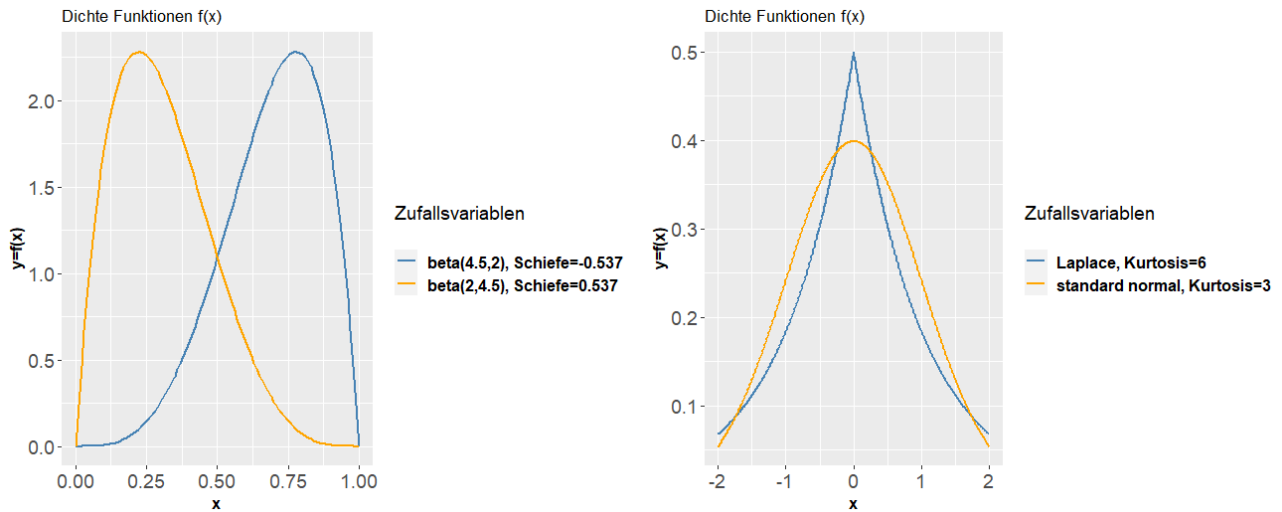 Dichte Funktionen f(x)
y=f(x)
2.0
1.5
1.0
0.5
0.0
0.00 0.25 0.50 0.75 1.00
x
Zufallsvariablen
beta(4.5,2), Schiefe=-0.537
beta(2,4.5), Schiefe=0.537
Dichte Funktionen f(x)
y=f(x)
0.5
0.4
0.3
0.2
0.1
-2 -1 0 1 2
x
Zufallsvariablen
Laplace, Kurtosis=6
standard normal, Kurtosis=3